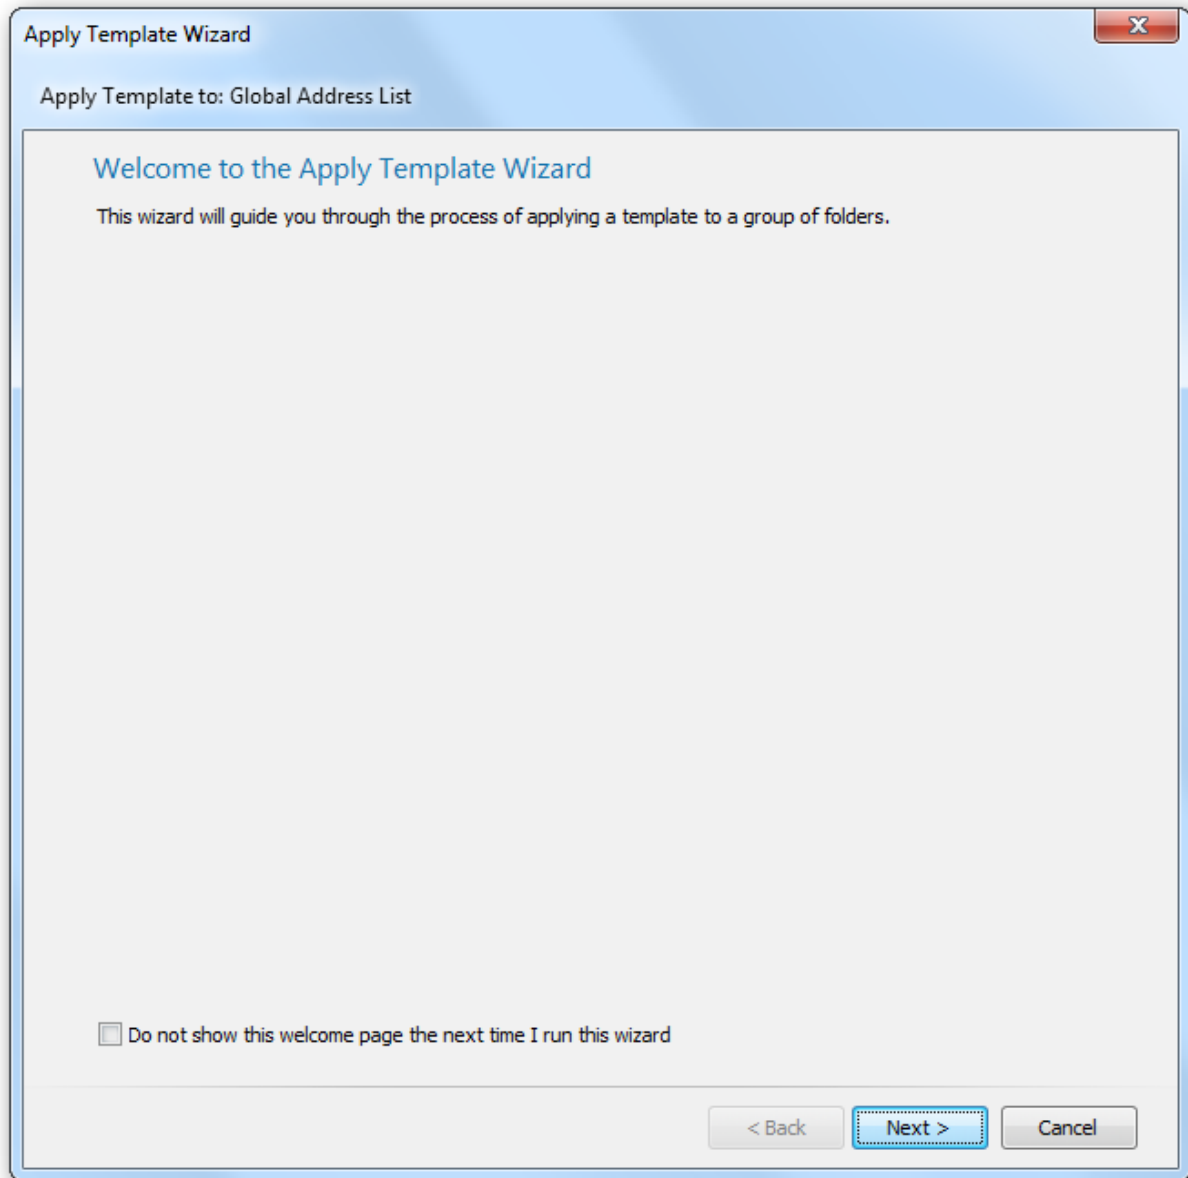 Apply Template Wizard
X
Apply Template to: Global Address List
Welcome to the Apply Template Wizard
This wizard will guide you through the process of applying a template to a group of folders.
Do not show this welcome page the next time I run this wizard
< Back Next > Cancel